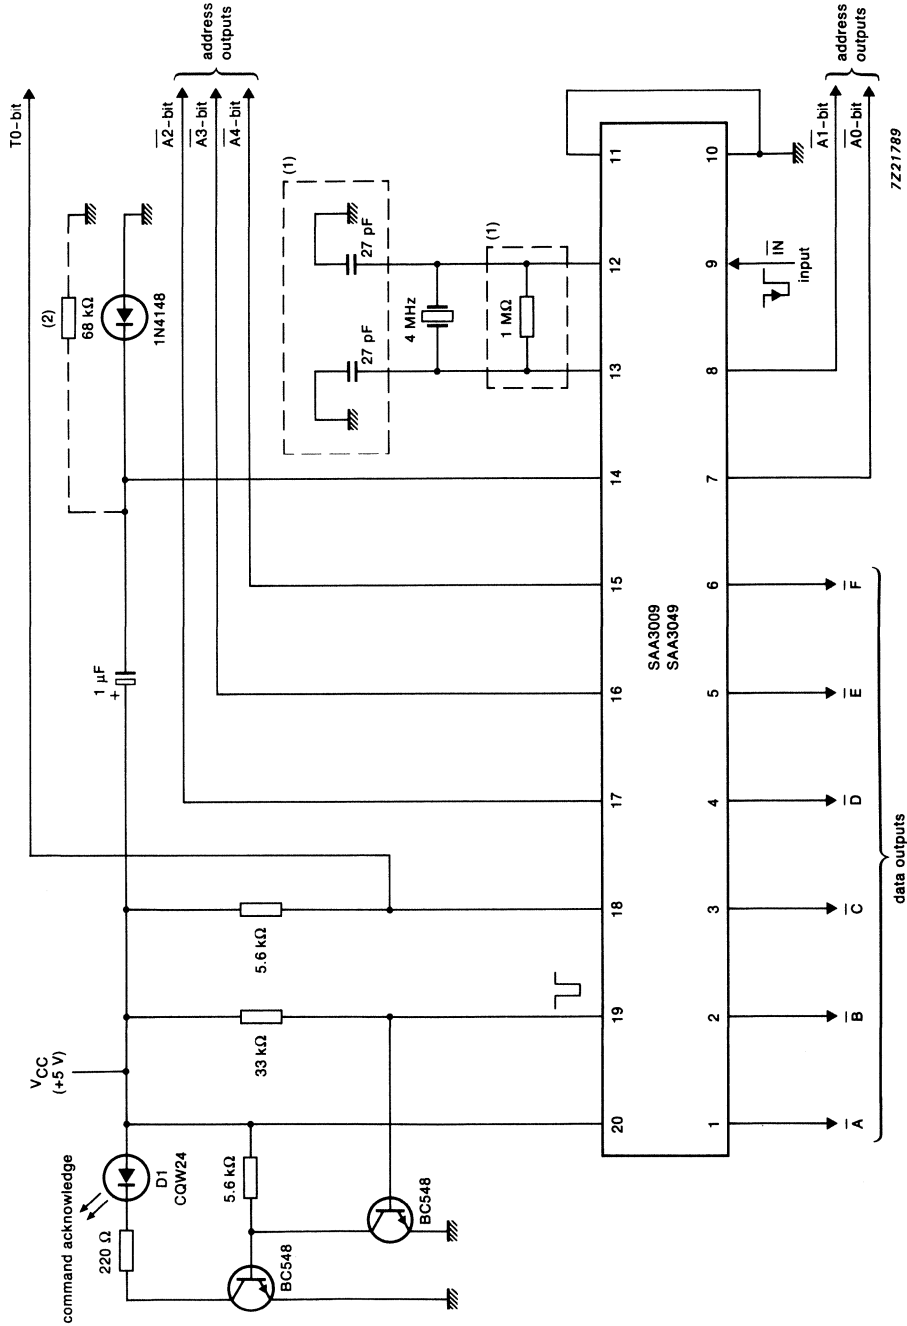 command acknowledge
220 Ω
D1
CQW24
VCC
(+5 V)
5.6 kΩ
BC548
BC548
33 kΩ
5.6 kΩ
1 μF
+
(2)
68 kΩ
1N4148
T0-bit
A2-bit
A3-bit
A4-bit
address
outputs
(1)
27 pF
27 pF
4 MHz
(1)
1 MΩ
20
19
18
17
16
15
14
13
12
11
SAA3009
SAA3049
1
2
3
4
5
6
7
8
9
10
A
B
C
D
E
F
data outputs
IN
input
A1-bit
A0-bit
address
outputs
7Z21789